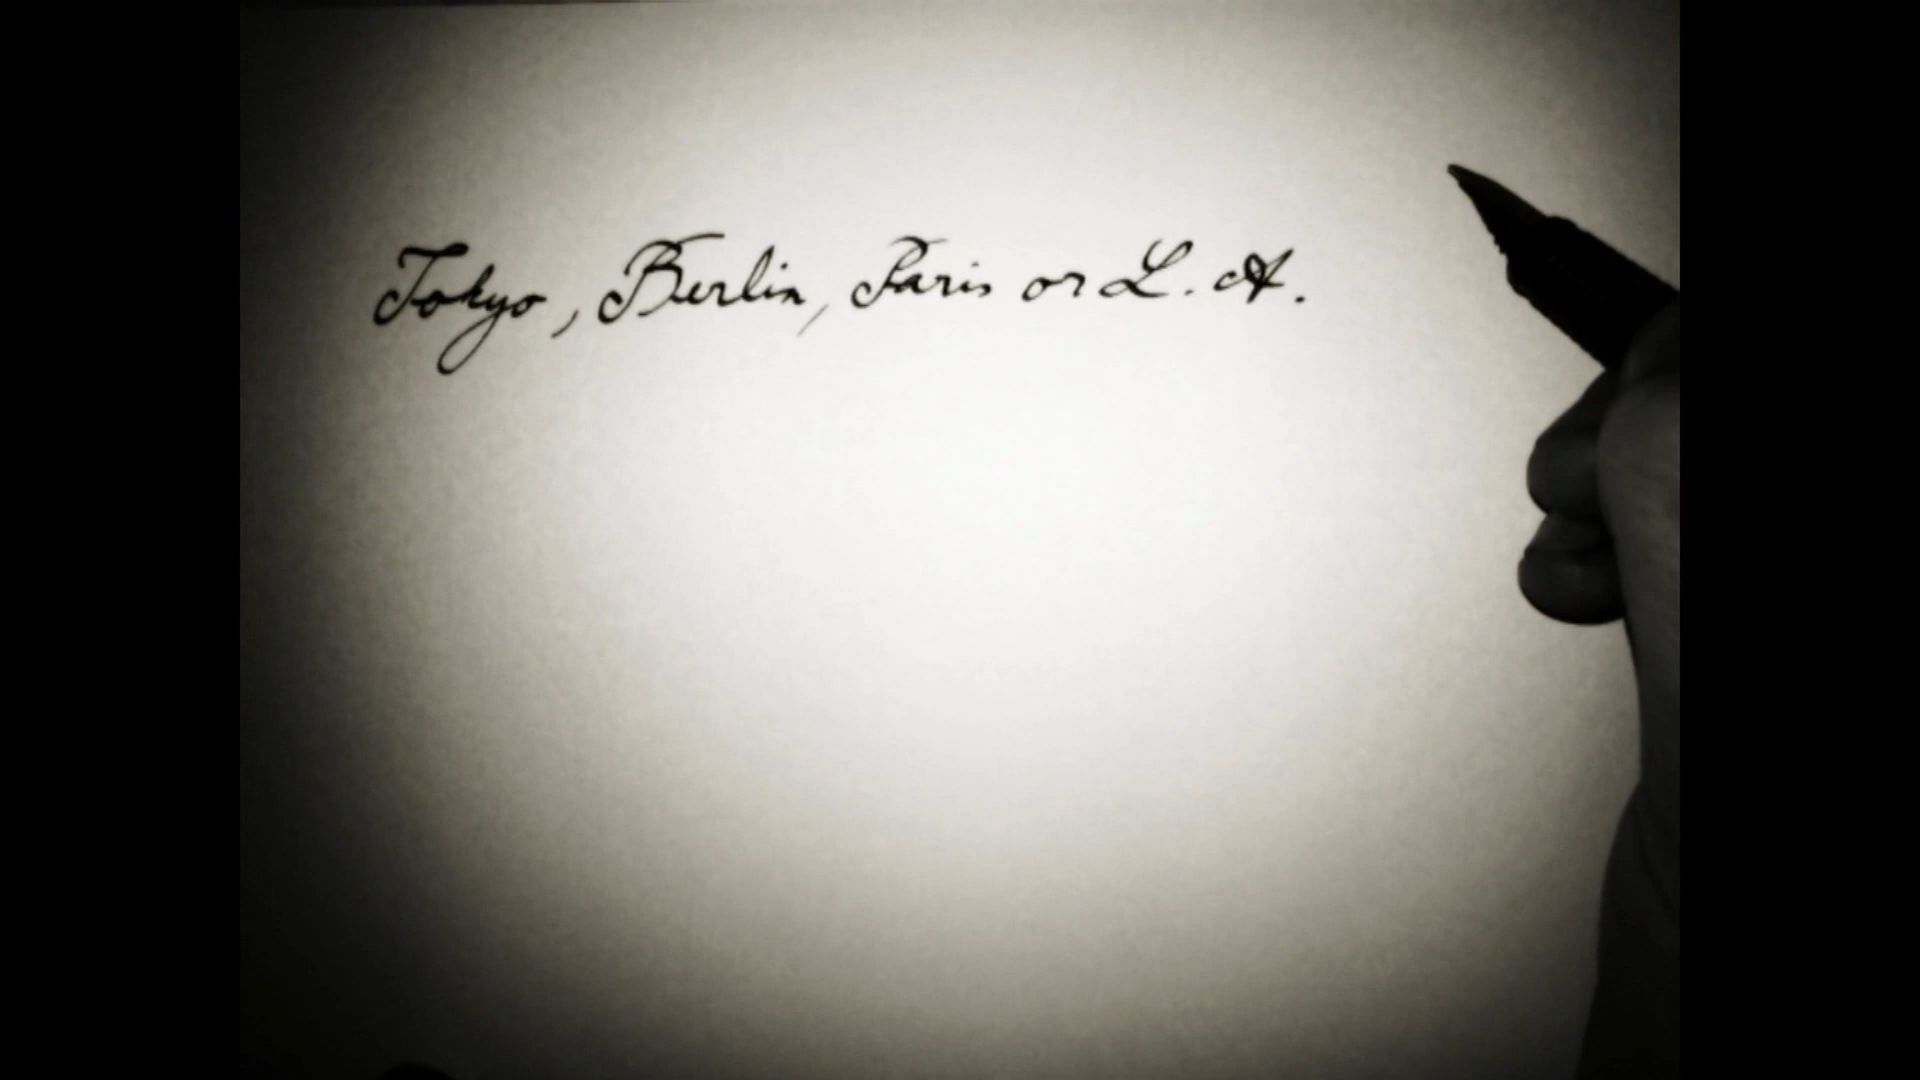 Tokyo, Berlin, Paris or L. A.